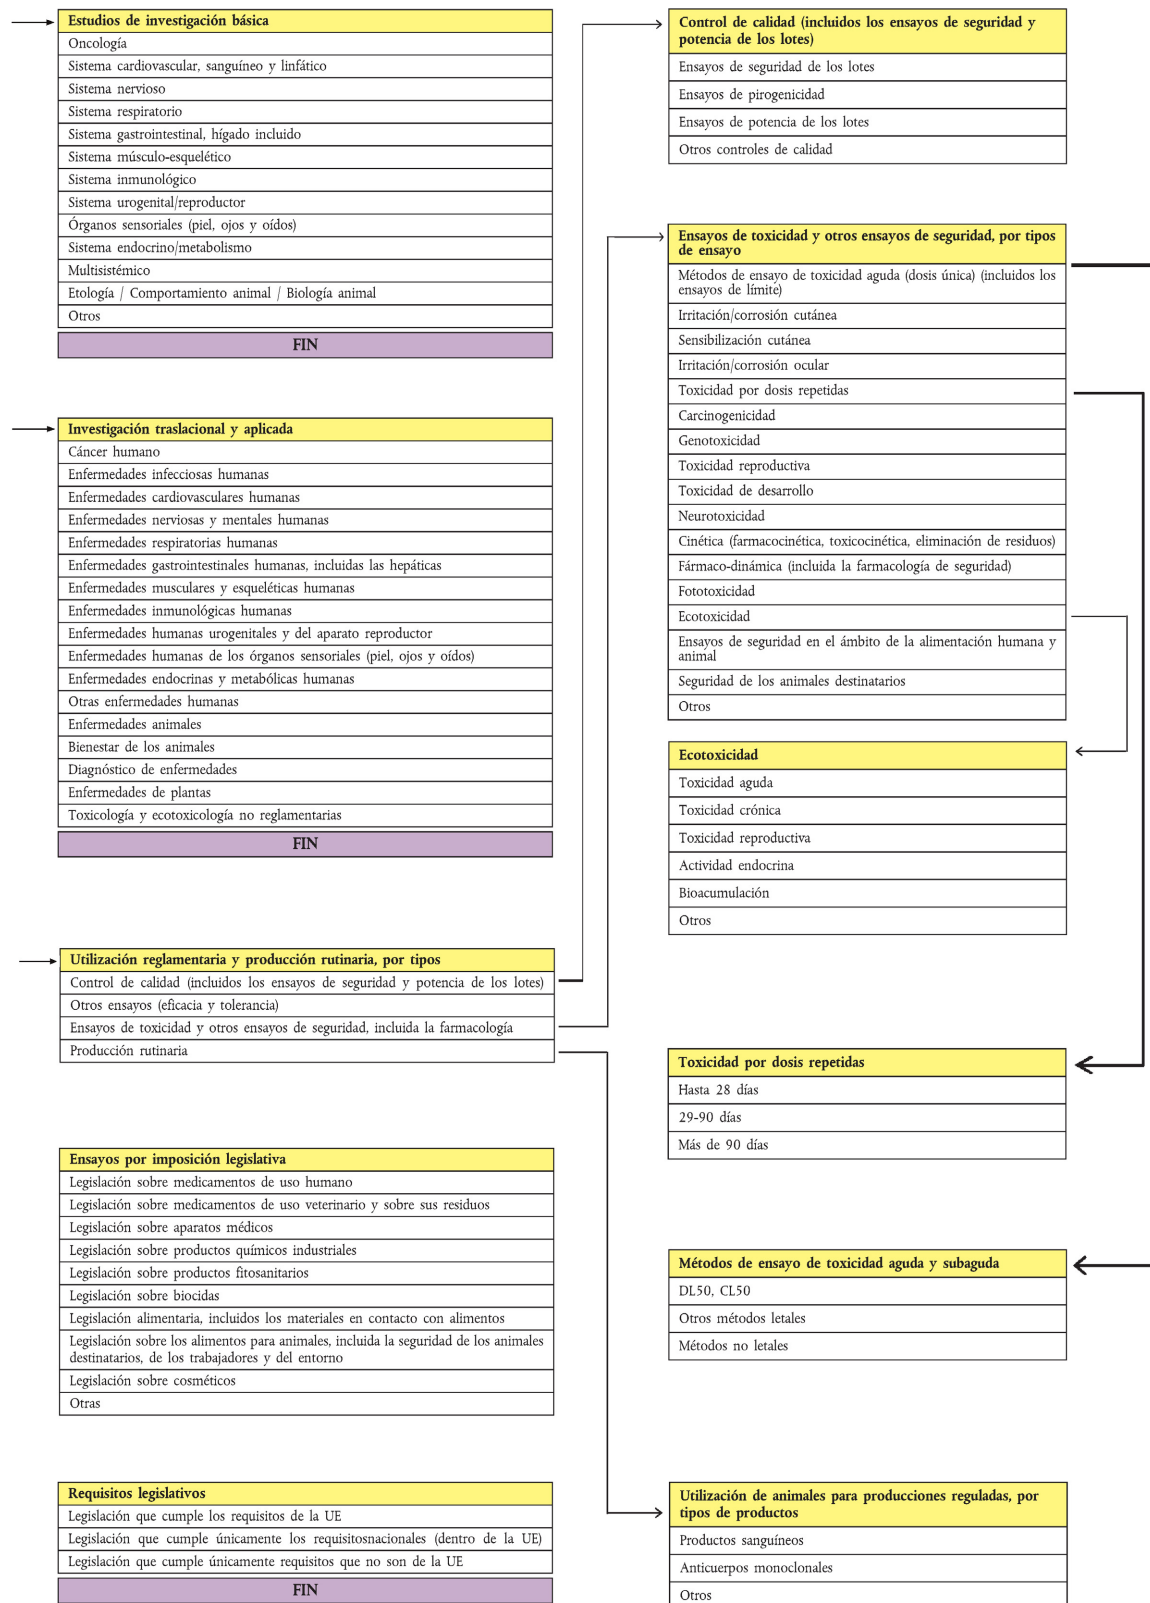 Estudios de investigación básica
Oncología
Sistema cardiovascular, sanguíneo y linfático
Sistema nervioso
Sistema respiratorio
Sistema gastrointestinal, hígado incluido
Sistema músculo-esquelético
Sistema inmunológico
Sistema urogenital/reproductor
Órganos sensoriales (piel, ojos y oídos)
Sistema endocrino/metabolismo
Multisistémico
Etología / Comportamiento animal / Biología animal
Otros
FIN
Investigación traslacional y aplicada
Cáncer humano
Enfermedades infecciosas humanas
Enfermedades cardiovasculares humanas
Enfermedades nerviosas y mentales humanas
Enfermedades respiratorias humanas
Enfermedades gastrointestinales humanas, incluidas las hepáticas
Enfermedades musculares y esqueléticas humanas
Enfermedades inmunológicas humanas
Enfermedades humanas urogenitales y del aparato reproductor
Enfermedades humanas de los órganos sensoriales (piel, ojos y oídos)
Enfermedades endocrinas y metabólicas humanas
Otras enfermedades humanas
Enfermedades animales
Bienestar de los animales
Diagnóstico de enfermedades
Enfermedades de plantas
Toxicología y ecotoxicología no reglamentarias
FIN
Utilización reglamentaria y producción rutinaria, por tipos
Control de calidad (incluidos los ensayos de seguridad y potencia de los lotes)
Otros ensayos (eficacia y tolerancia)
Ensayos de toxicidad y otros ensayos de seguridad, incluida la farmacología
Producción rutinaria
Ensayos por imposición legislativa
Legislación sobre medicamentos de uso humano
Legislación sobre medicamentos de uso veterinario y sobre sus residuos
Legislación sobre aparatos médicos
Legislación sobre productos químicos industriales
Legislación sobre productos fitosanitarios
Legislación sobre biocidas
Legislación alimentaria, incluidos los materiales en contacto con alimentos
Legislación sobre los alimentos para animales, incluida la seguridad de los animales
destinatarios, de los trabajadores y del entorno
Legislación sobre cosméticos
Otras
Requisitos legislativos
Legislación que cumple los requisitos de la UE
Legislación que cumple únicamente los requisitosnacionales (dentro de la UE)
Legislación que cumple únicamente requisitos que no son de la UE
FIN
Control de calidad (incluidos los ensayos de seguridad y
potencia de los lotes)
Ensayos de seguridad de los lotes
Ensayos de pirogenicidad
Ensayos de potencia de los lotes
Otros controles de calidad
Ensayos de toxicidad y otros ensayos de seguridad, por tipos
de ensayo
Métodos de ensayo de toxicidad aguda (dosis única) (incluidos los
ensayos de límite)
Irritación/corrosión cutánea
Sensibilización cutánea
Irritación/corrosión ocular
Toxicidad por dosis repetidas
Carcinogenicidad
Genotoxicidad
Toxicidad reproductiva
Toxicidad de desarrollo
Neurotoxicidad
Cinética (farmacocinética, toxicocinética, eliminación de residuos)
Fármaco-dinámica (incluida la farmacología de seguridad)
Fototoxicidad
Ecotoxicidad
Ensayos de seguridad en el ámbito de la alimentación humana y
animal
Seguridad de los animales destinatarios
Otros
Ecotoxicidad
Toxicidad aguda
Toxicidad crónica
Toxicidad reproductiva
Actividad endocrina
Bioacumulación
Otros
Toxicidad por dosis repetidas
Hasta 28 días
29-90 días
Más de 90 días
Métodos de ensayo de toxicidad aguda y subaguda
DL50, CL50
Otros métodos letales
Métodos no letales
Utilización de animales para producciones reguladas, por
tipos de productos
Productos sanguíneos
Anticuerpos monoclonales
Otros